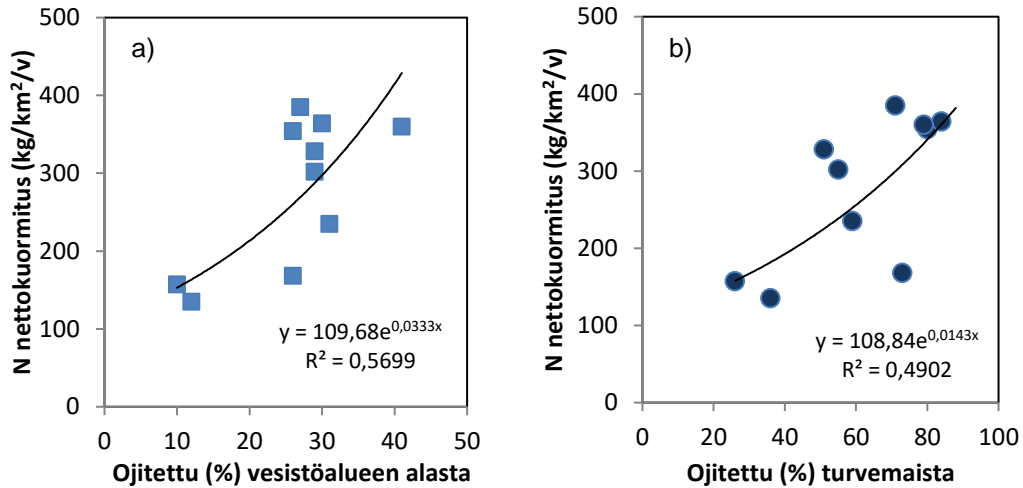 a)
N nettokuormitus (kg/km²/v)
500
400
300
200
100
0
y = 109,68e^0,0333x
R² = 0,5699
0 10 20 30 40 50
Ojitettu (%) vesistöalueen alasta
b)
N nettokuormitus (kg/km²/v)
500
400
300
200
100
0
y = 108,84e^0,0143x
R² = 0,4902
0 20 40 60 80 100
Ojitettu (%) turvemaista